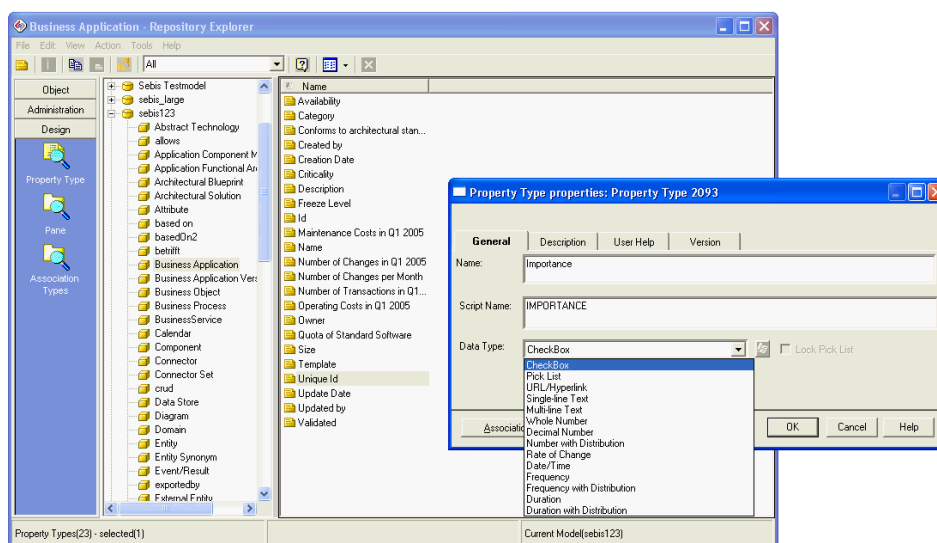 Business Application - Repository Explorer
File Edit View Action Tools Help
All
Object
Administration
Design
Property Type
Pane
Association
Types
Sebis Testmodel
sebis_large
sebis123
Abstract Technology
allows
Application Component M
Application Functional Ar
Architectural Blueprint
Architectural Solution
Attribute
based on
basedOn2
betrifft
Business Application
Business Application Ver
Business Object
Business Process
BusinessService
Calendar
Component
Connector
Connector Set
crud
Data Store
Diagram
Domain
Entity
Entity Synonym
Event/Result
exportedby
External Entity
Name
Availability
Category
Conforms to architectural stan...
Created by
Creation Date
Criticality
Description
Freeze Level
Id
Maintenance Costs in Q1 2005
Name
Number of Changes in Q1 2005
Number of Changes per Month
Number of Transactions in Q1...
Operating Costs in Q1 2005
Owner
Quota of Standard Software
Size
Template
Unique Id
Update Date
Updated by
Validated
Property Type properties: Property Type 2093
General Description User Help Version
Name: Importance
Script Name: IMPORTANCE
Data Type: CheckBox Lock Pick List
CheckBox
Pick List
URL/Hyperlink
Single-line Text
Multi-line Text
Whole Number
Decimal Number
Number with Distribution
Rate of Change
Date/Time
Frequency
Frequency with Distribution
Duration
Duration with Distribution
Associati OK Cancel Help
Property Types(23) - selected(1) Current Model(sebis123)